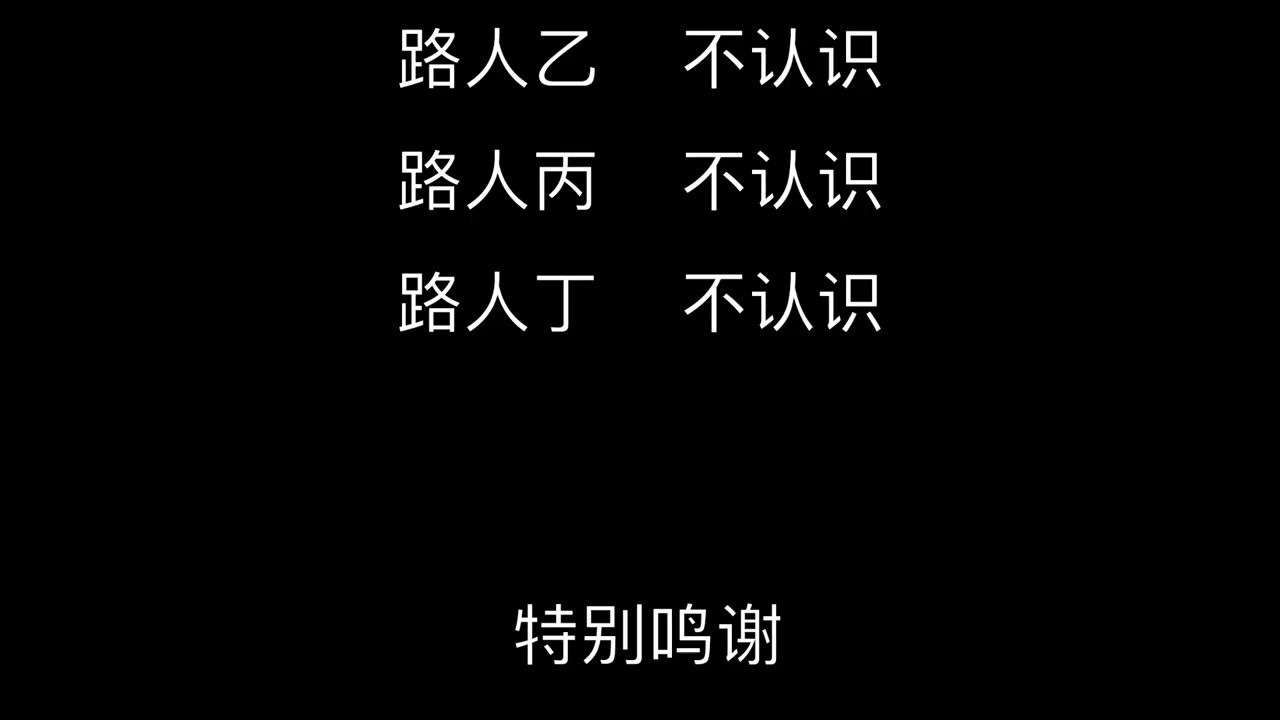 路人乙 不认识
路人丙 不认识
路人丁 不认识
特别鸣谢